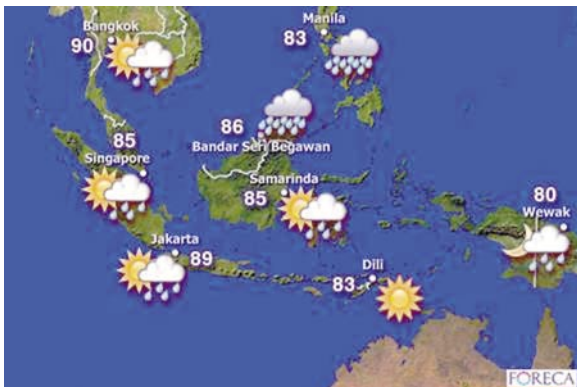 Manila
83
Bangkok
90
86
Bandar Seri Begawan
85
Singapore
Samarinda
85
80
Wewak
Jakarta
89
Dili
83
FORECA